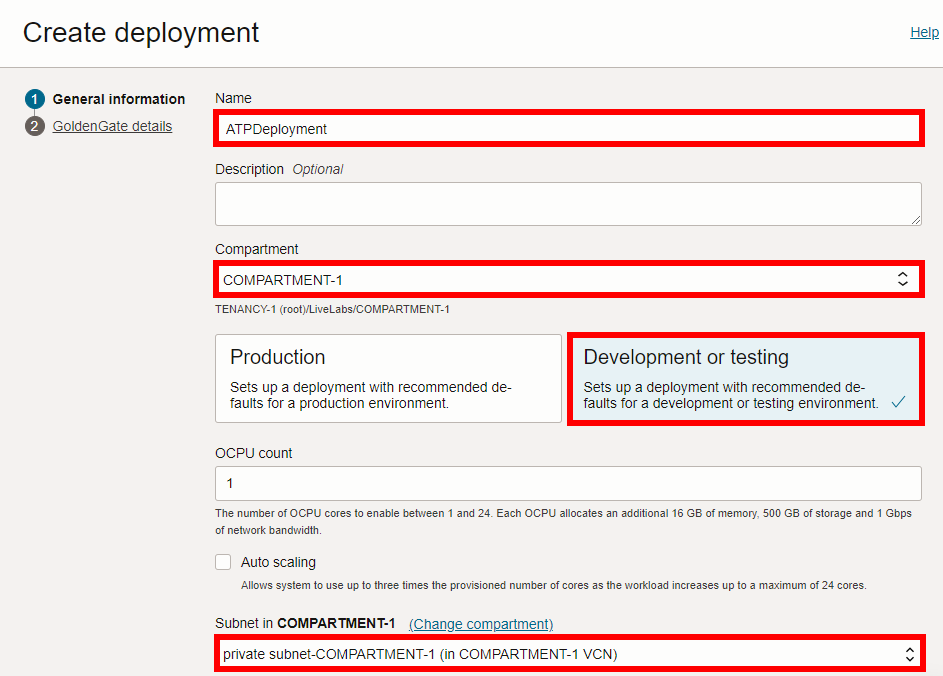 Create deployment
Help
1 General information
2 GoldenGate details
Name
ATPDeployment
Description Optional
Compartment
COMPARTMENT-1
TENANCY-1 (root)/LiveLabs/COMPARTMENT-1
Production
Sets up a deployment with recommended de-
faults for a production environment.
Development or testing
Sets up a deployment with recommended de-
faults for a development or testing environment.
OCPU count
1
The number of OCPU cores to enable between 1 and 24. Each OCPU allocates an additional 16 GB of memory, 500 GB of storage and 1 Gbps
of network bandwidth.
Auto scaling
Allows system to use up to three times the provisioned number of cores as the workload increases up to a maximum of 24 cores.
Subnet in COMPARTMENT-1 (Change compartment)
private subnet-COMPARTMENT-1 (in COMPARTMENT-1 VCN)